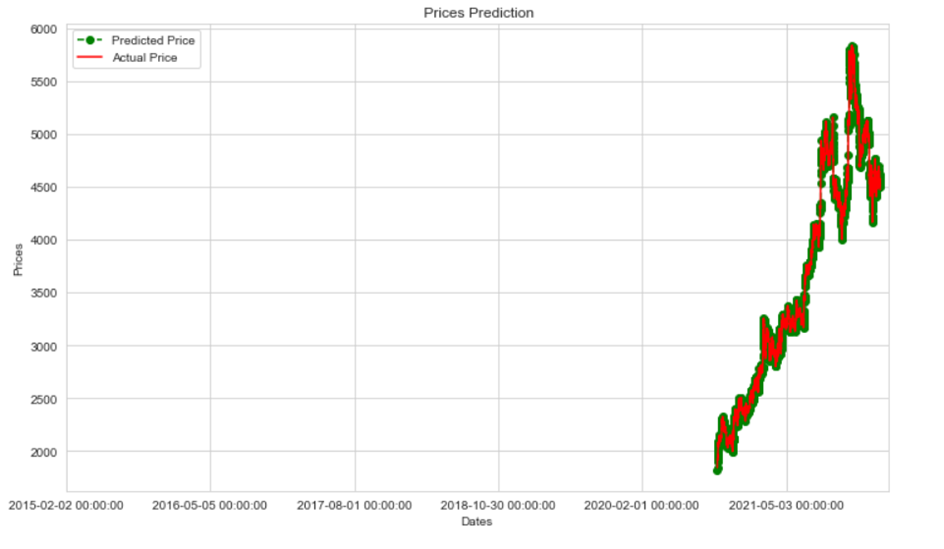 Prices Prediction
6000
Predicted Price
Actual Price
5500
5000
4500
4000
Prices
3500
3000
2500
2000
2015-02-02 00:00:00 2016-05-05 00:00:00 2017-08-01 00:00:00 2018-10-30 00:00:00 2020-02-01 00:00:00 2021-05-03 00:00:00
Dates